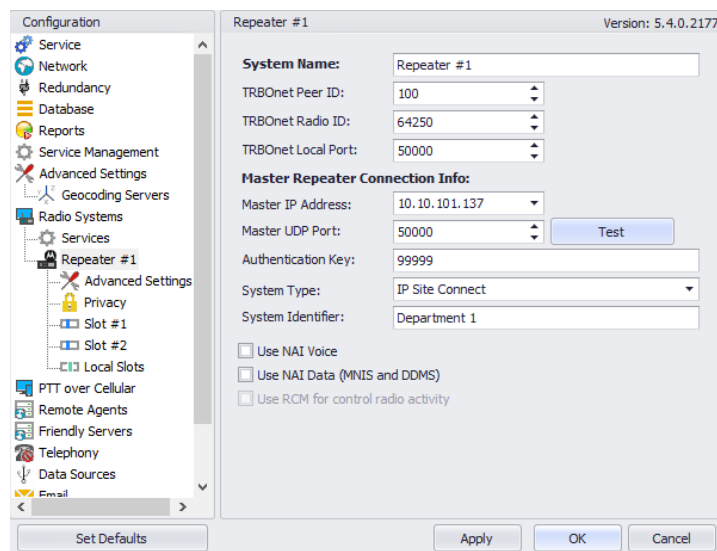 Configuration
Service
Network
Redundancy
Database
Reports
Service Management
Advanced Settings
Geocoding Servers
Radio Systems
Services
Repeater #1
Advanced Settings
Privacy
Slot #1
Slot #2
Local Slots
PTT over Cellular
Remote Agents
Friendly Servers
Telephony
Data Sources
Email
Set Defaults
Repeater #1 Version: 5.4.0.2177
System Name: Repeater #1
TRBOnet Peer ID: 100
TRBOnet Radio ID: 64250
TRBOnet Local Port: 50000
Master Repeater Connection Info:
Master IP Address: 10.10.101.137
Master UDP Port: 50000 Test
Authentication Key: 99999
System Type: IP Site Connect
System Identifier: Department 1
Use NAI Voice
Use NAI Data (MNIS and DDMS)
Use RCM for control radio activity
Apply OK Cancel